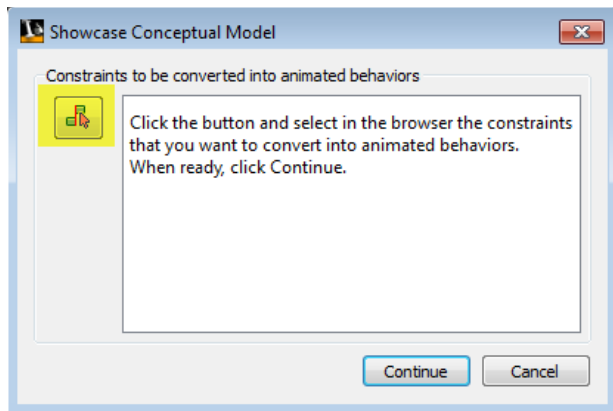 Showcase Conceptual Model
Constraints to be converted into animated behaviors
Click the button and select in the browser the constraints
that you want to convert into animated behaviors.
When ready, click Continue.
Continue Cancel